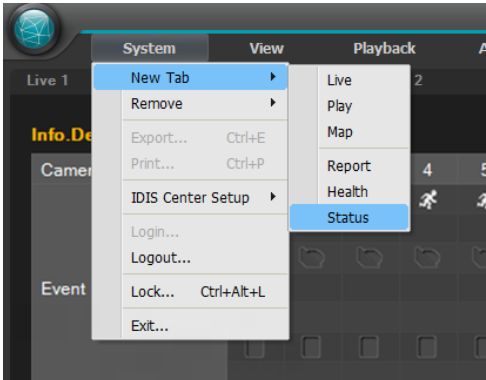 System View Playback
Live 1 2
New Tab
Remove
Export... Ctrl+E
Print... Ctrl+P
IDIS Center Setup
Login...
Logout...
Lock... Ctrl+Alt+L
Exit...
Live
Play
Map
Report
Health
Status
Info.De
Camer 4
Event